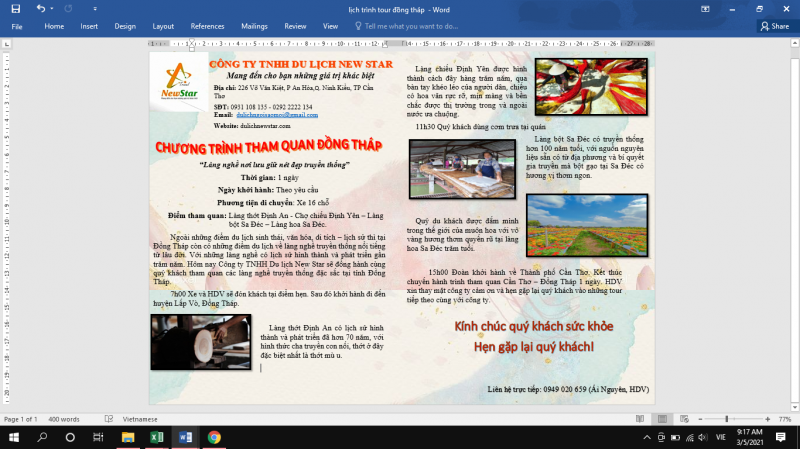 lịch trình tour đồng tháp - Word
File Home Insert Design Layout References Mailings Review View Tell me what you want to do... Share
NewStar
CÔNG TY TNHH DU LỊCH NEW STAR
Mang đến cho bạn những giá trị khác biệt
Địa chỉ: 226 Võ Văn Kiệt, P An Hòa,Q. Ninh Kiều, TP Cần
Thơ
SĐT: 0931 108 155 - 0292 2222 154
Email: dulichngoisaomoi@gmail.com
Website: dulichnewstar.com
CHƯƠNG TRÌNH THAM QUAN ĐỒNG THÁP
“Làng nghề nơi lưu giữ nét đẹp truyền thống”
Thời gian: 1 ngày
Ngày khởi hành: Theo yêu cầu
Phương tiện di chuyển: Xe 16 chỗ
Điểm tham quan: Làng thớt Định An - Chợ chiếu Định Yên – Làng
bột Sa Đéc – Làng hoa Sa Đéc.
Ngoài những điểm du lịch sinh thái, văn hóa, di tích – lịch sử thì tại
Đồng Tháp còn có những điểm du lịch về làng nghề truyền thống nổi tiếng
từ lâu đời. Với những làng nghề có lịch sử hình thành và phát triển gần
trăm năm. Hôm nay Công ty TNHH Du lịch New Star sẽ đồng hành cùng
quý khách tham quan các làng nghề truyền thống đặc sắc tại tỉnh Đồng
Tháp.
7h00 Xe và HDV sẽ đón khách tại điểm hẹn. Sau đó khởi hành đi đến
huyện Lấp Vò, Đồng Tháp.
Làng thớt Định An có lịch sử hình
thành và phát triển đã hơn 70 năm, với
hình thức cha truyền con nối, thớt ở đây
đặc biệt nhất là thớt mù u.
Làng chiếu Định Yên được hình
thành cách đây hàng trăm năm, qua
bàn tay khéo léo của người dân, chiếu
có hoa văn rực rỡ, mịn màng và bền
chắc được thị trường trong và ngoài
nước ưa chuộng.
11h30 Quý khách dùng cơm trưa tại quán
Làng bột Sa Đéc có truyền thống
hơn 100 năm tuổi, với nguồn nguyên
liệu sẵn có từ địa phương và bí quyết
gia truyền mà bột gạo tại Sa Đéc có
hương vị thơm ngon.
Quý du khách được đắm mình
trong thế giới của muôn hoa với vô
vàng hương thơm quyến rũ tại làng
hoa Sa Đéc trăm tuổi.
15h00 Đoàn khởi hành về Thành phố Cần Thơ. Kết thúc
chuyến hành trình tham quan Cần Thơ – Đồng Tháp 1 ngày. HDV
xin thay mặt công ty cảm ơn và hẹn gặp lại quý khách vào những tour
tiếp theo cùng với công ty.
Kính chúc quý khách sức khỏe
Hẹn gặp lại quý khách!
Liên hệ trực tiếp: 0949 020 659 (Ái Nguyên, HDV)
Page 1 of 1 400 words Vietnamese 77%
VIE 9:17 AM
3/5/2021